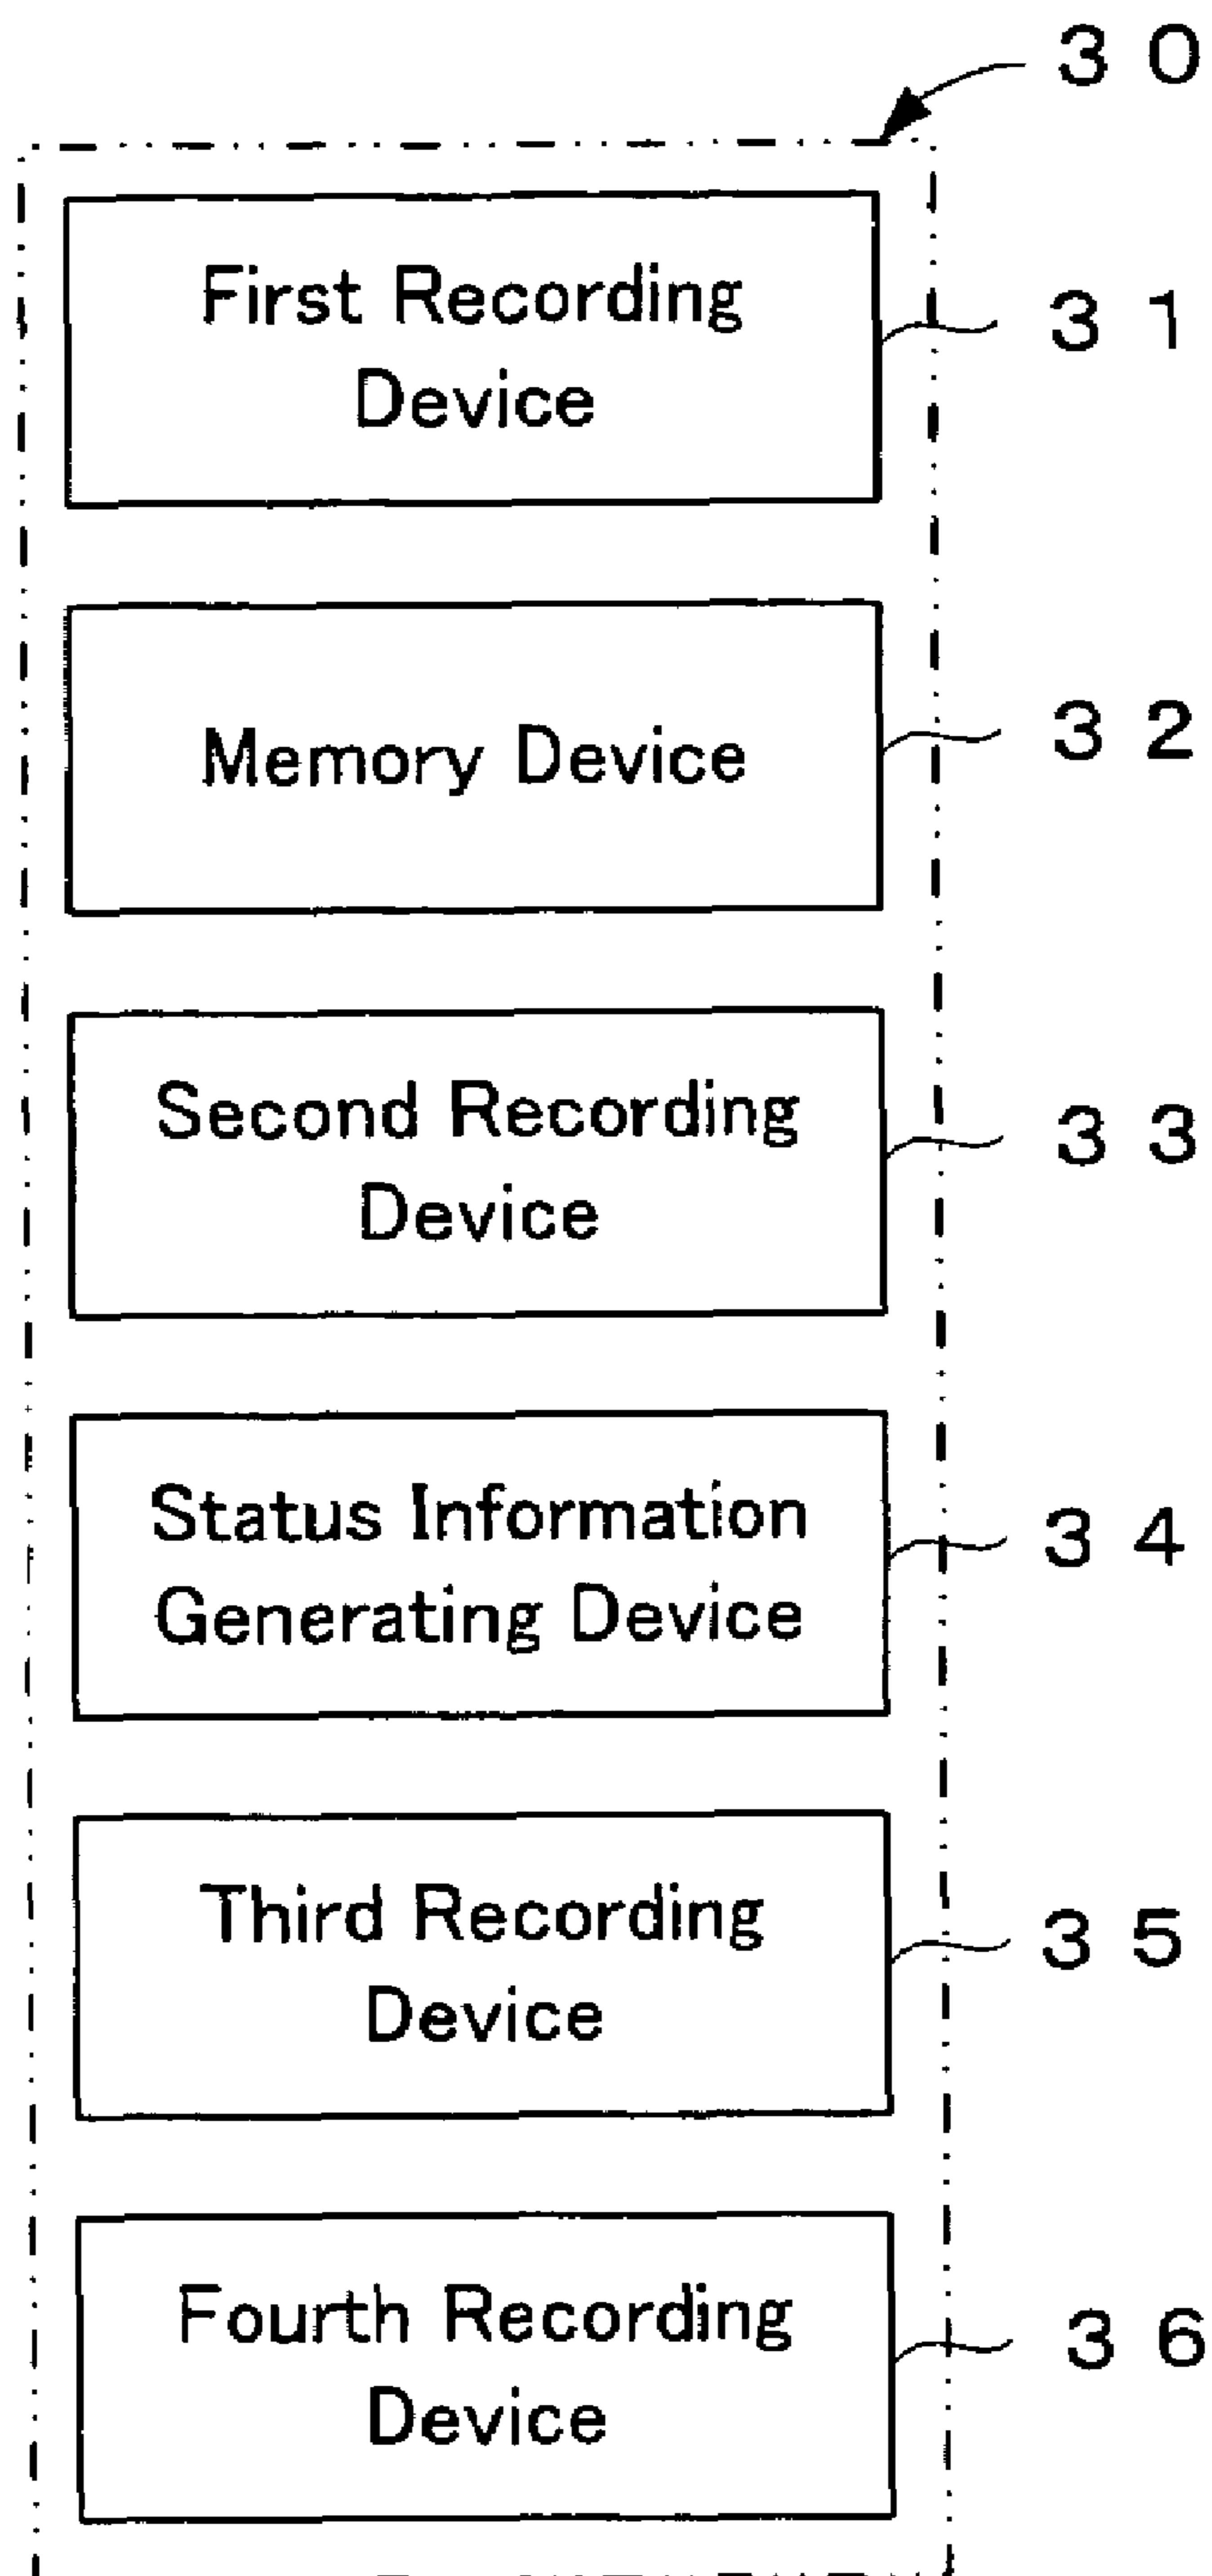 30
First Recording
Device
31
Memory Device
32
Second Recording
Device
33
Status Information
Generating Device
34
Third Recording
Device
35
Fourth Recording
Device
36